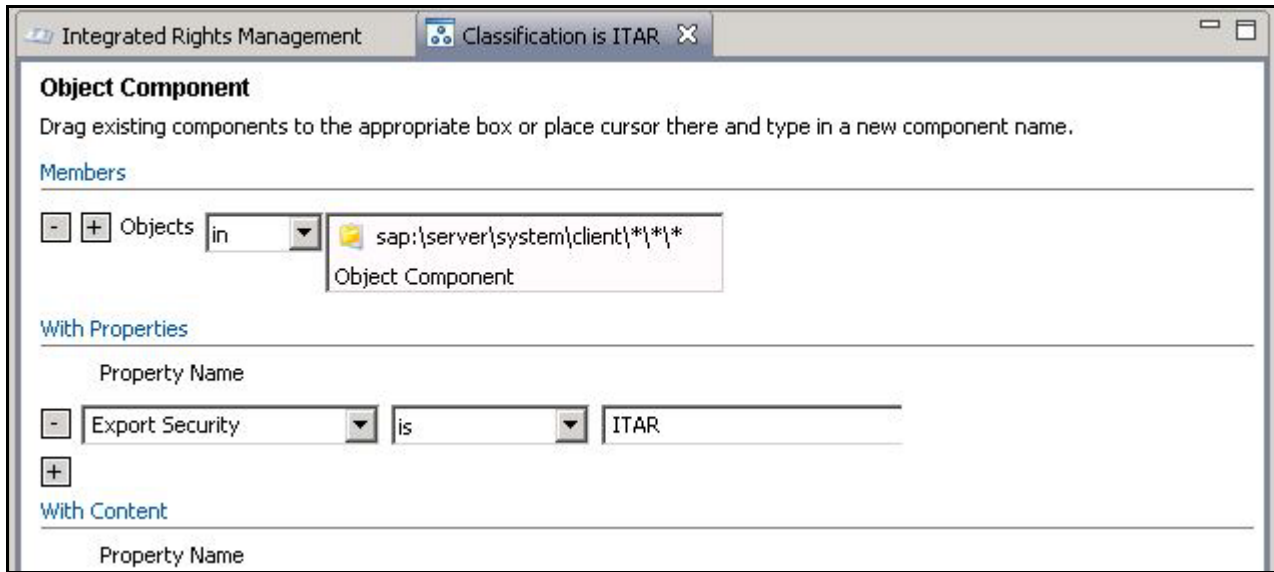 Integrated Rights Management
Classification is ITAR
Object Component
Drag existing components to the appropriate box or place cursor there and type in a new component name.
Members
- + Objects in sap:\server\system\client\*\*\*
Object Component
With Properties
Property Name
- Export Security is ITAR
+
With Content
Property Name